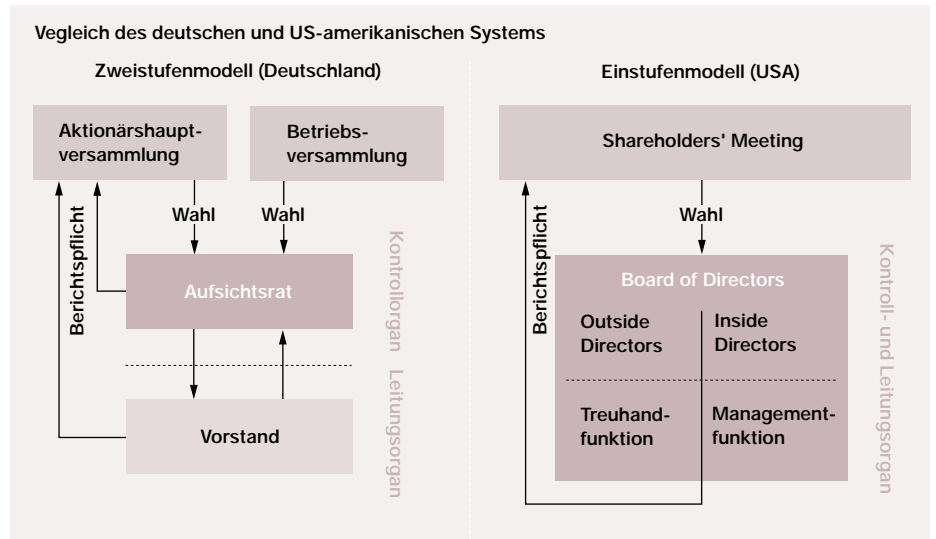 Vegleich des deutschen und US-amerikanischen Systems
Zweistufenmodell (Deutschland)
Aktionärshaupt-
versammlung
Betriebs-
versammlung
Wahl
Wahl
Berichtspflicht
Aufsichtsrat
Kontrollorgan
Leitungsorgan
Vorstand
Einstufenmodell (USA)
Shareholders' Meeting
Wahl
Berichtspflicht
Board of Directors
Outside
Directors
Inside
Directors
Treuhand-
funktion
Management-
funktion
Kontroll- und Leitungsorgan